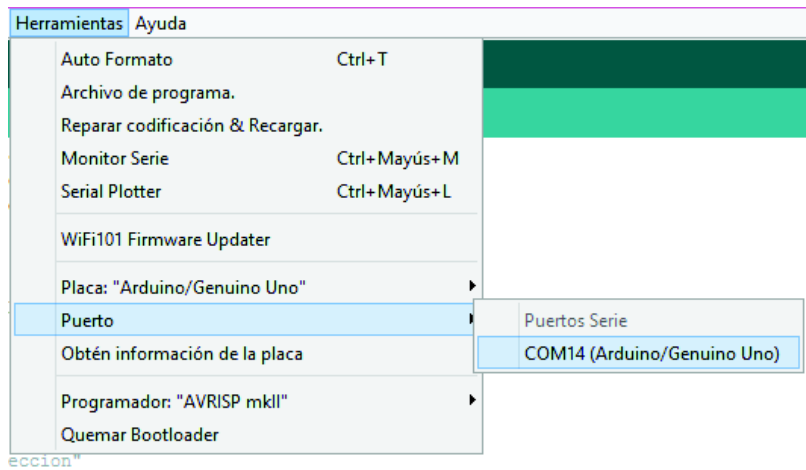 Herramientas Ayuda
Auto Formato Ctrl+T
Archivo de programa.
Reparar codificación & Recargar.
Monitor Serie Ctrl+Mayús+M
Serial Plotter Ctrl+Mayús+L
WiFi101 Firmware Updater
Placa: "Arduino/Genuino Uno"
Puerto
Puertos Serie
Obtén información de la placa
COM14 (Arduino/Genuino Uno)
Programador: "AVRISP mkII"
Quemar Bootloader
eccion"